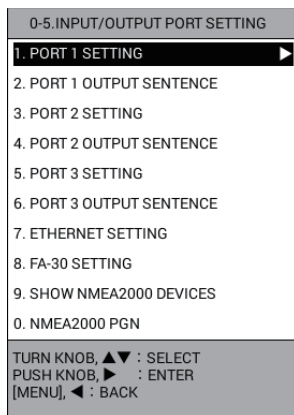 0-5.INPUT/OUTPUT PORT SETTING
1. PORT 1 SETTING ▶
2. PORT 1 OUTPUT SENTENCE
3. PORT 2 SETTING
4. PORT 2 OUTPUT SENTENCE
5. PORT 3 SETTING
6. PORT 3 OUTPUT SENTENCE
7. ETHERNET SETTING
8. FA-30 SETTING
9. SHOW NMEA2000 DEVICES
0. NMEA2000 PGN
TURN KNOB, ▲▼ : SELECT
PUSH KNOB, ▶ : ENTER
[MENU], ◀ : BACK